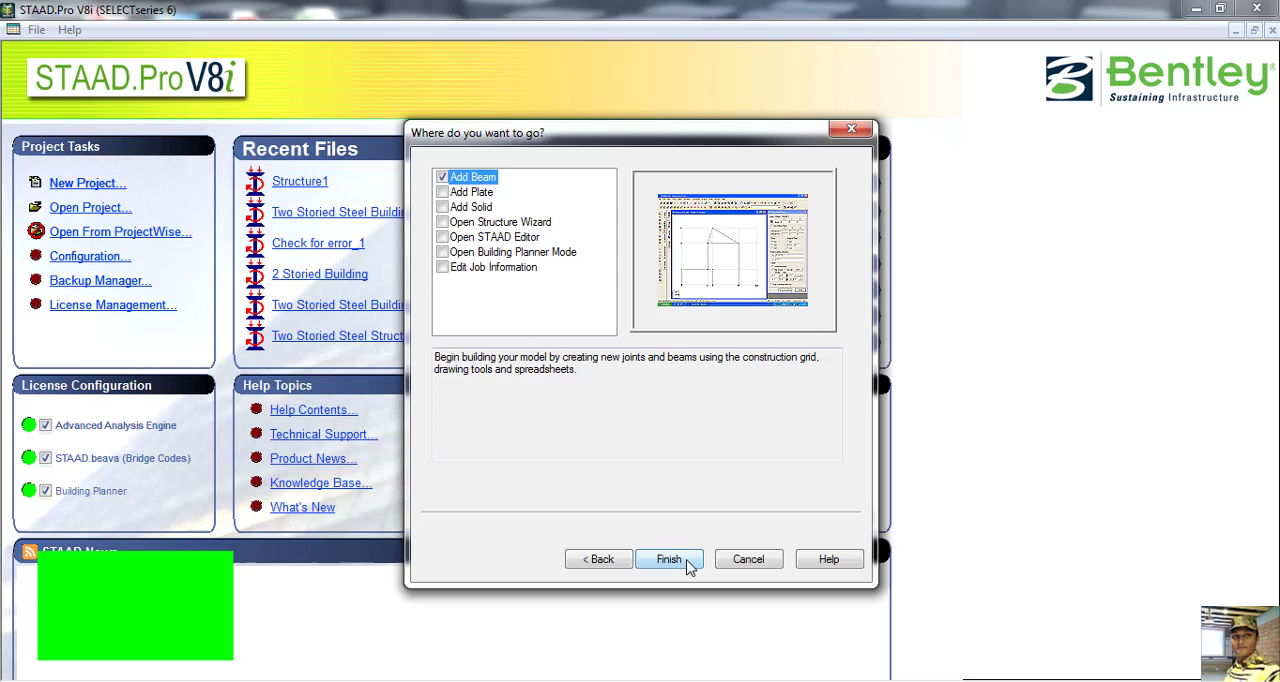 STAAD.Pro V8i (SELECTseries 6)
File Help
STAAD.Pro V8i
Bentley
Sustaining Infrastructure
Project Tasks
New Project...
Open Project...
Open From ProjectWise...
Configuration...
Backup Manager...
License Management...
Recent Files
Structure1
Two Storied Steel Buildin
Check for error_1
2 Storied Building
Two Storied Steel Buildin
Two Storied Steel Struct
License Configuration
Advanced Analysis Engine
STAAD.beava (Bridge Codes)
Building Planner
Help Topics
Help Contents...
Technical Support...
Product News...
Knowledge Base...
What's New
STAAD News
Where do you want to go?
Add Beam
Add Plate
Add Solid
Open Structure Wizard
Open STAAD Editor
Open Building Planner Mode
Edit Job Infomation
Begin building your model by creating new joints and beams using the construction grid,
drawing tools and spreadsheets.
< Back Finish Cancel Help